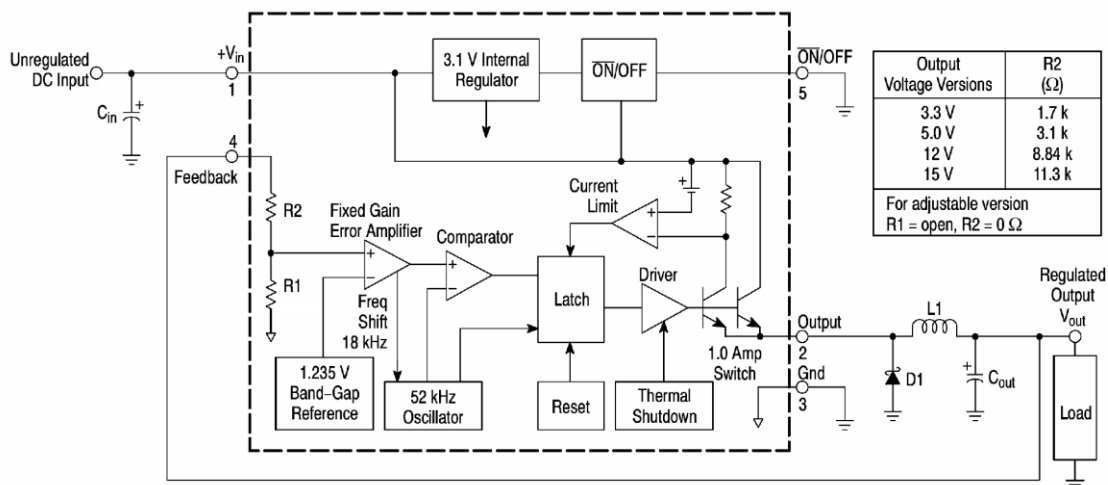 Unregulated
DC Input
+Vin
1
Cin
+
4
Feedback
3.1 V Internal
Regulator
ON/OFF
ON/OFF
5
Output
Voltage Versions
R2
(Ω)
3.3 V
1.7 k
5.0 V
3.1 k
12 V
8.84 k
15 V
11.3 k
For adjustable version
R1 = open, R2 = 0 Ω
R2
R1
Fixed Gain
Error Amplifier
+
−
Comparator
+
−
Current
Limit
+
−
+
Freq
Shift
18 kHz
Latch
Driver
1.235 V
Band–Gap
Reference
52 kHz
Oscillator
Reset
Thermal
Shutdown
1.0 Amp
Switch
Output
2
Gnd
3
D1
L1
+
Cout
Regulated
Output
Vout
Load